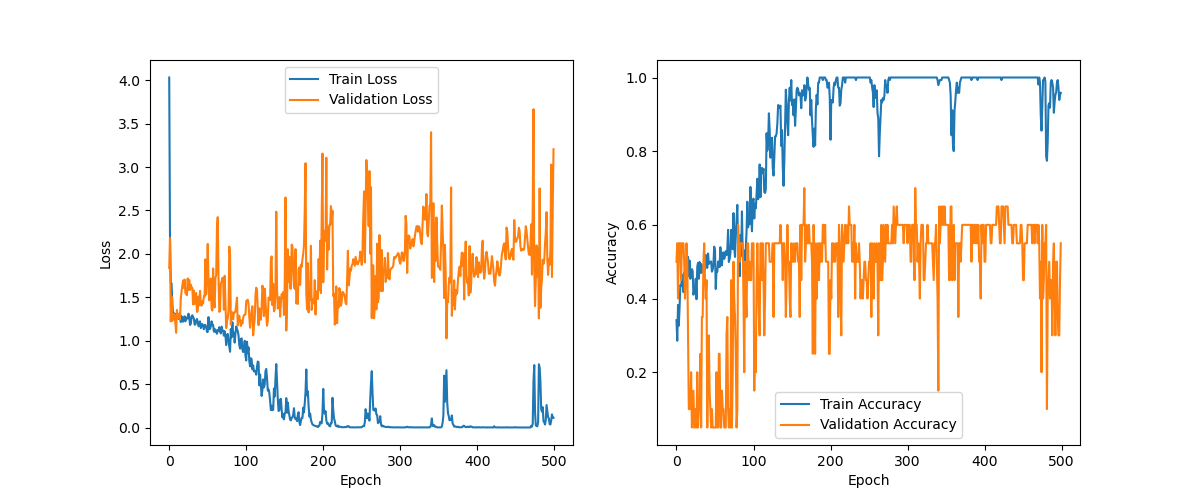 Train Loss
Validation Loss
4.0
3.5
3.0
2.5
2.0
1.5
1.0
0.5
0.0
Loss
0 100 200 300 400 500
Epoch
1.0
0.8
0.6
0.4
0.2
Accuracy
Train Accuracy
Validation Accuracy
0 100 200 300 400 500
Epoch